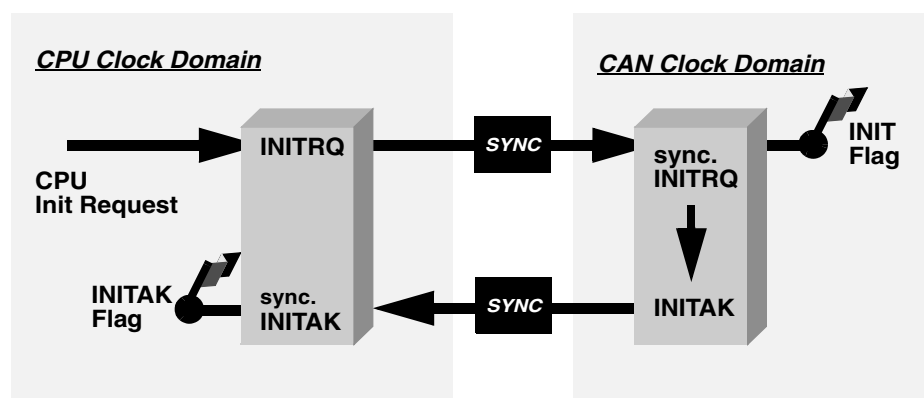 CPU Clock Domain
CAN Clock Domain
INITRQ
SYNC
sync.
INITRQ
INIT
Flag
CPU
Init Request
INITAK
Flag
sync.
INITAK
SYNC
INITAK